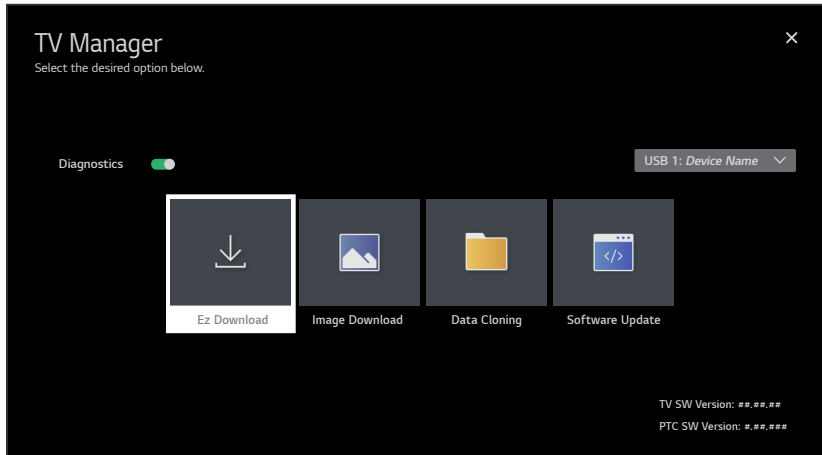 TV Manager
Select the desired option below.
Diagnostics
USB 1: Device Name
Ez Download
Image Download
Data Cloning
Software Update
TV SW Version: ##.##.##
PTC SW Version: #.##.###